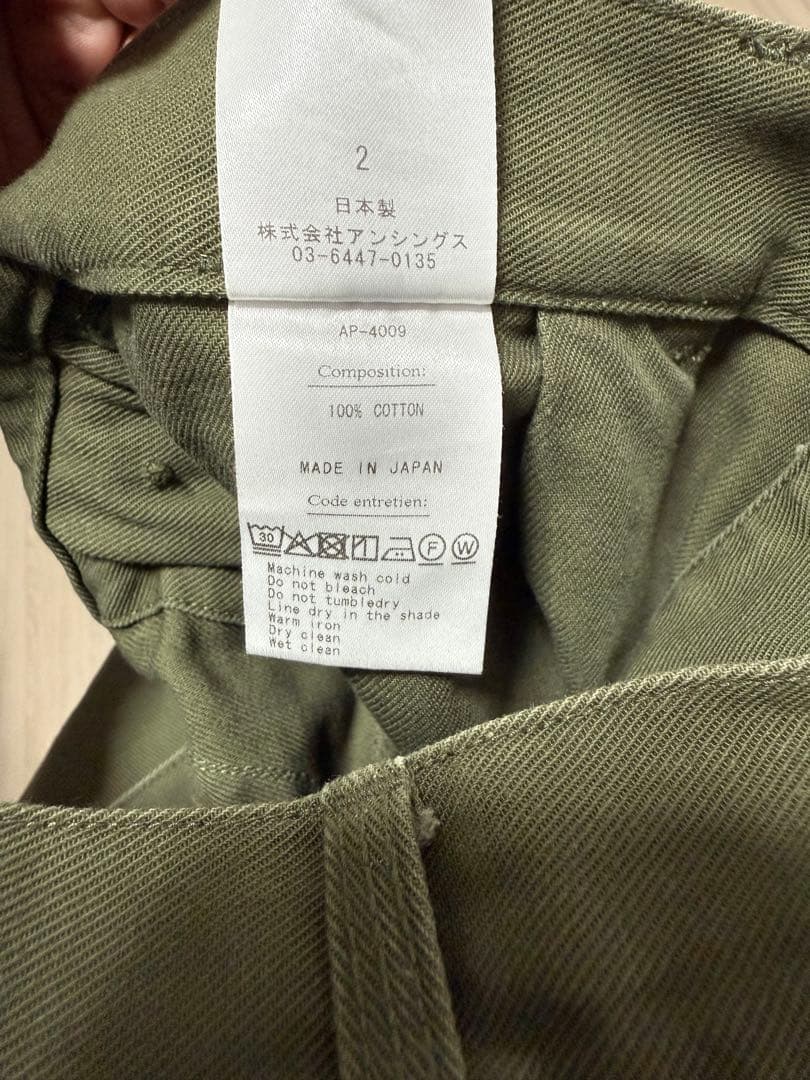 2
日本製
株式会社アンシングス
03-6447-0135
AP-4009
Composition:
100% COTTON
MADE IN JAPAN
Code entretien:
30 F W
Machine wash cold
Do not bleach
Do not tumbledry
Line dry in the shade
Warm iron
Dry clean
Wet clean